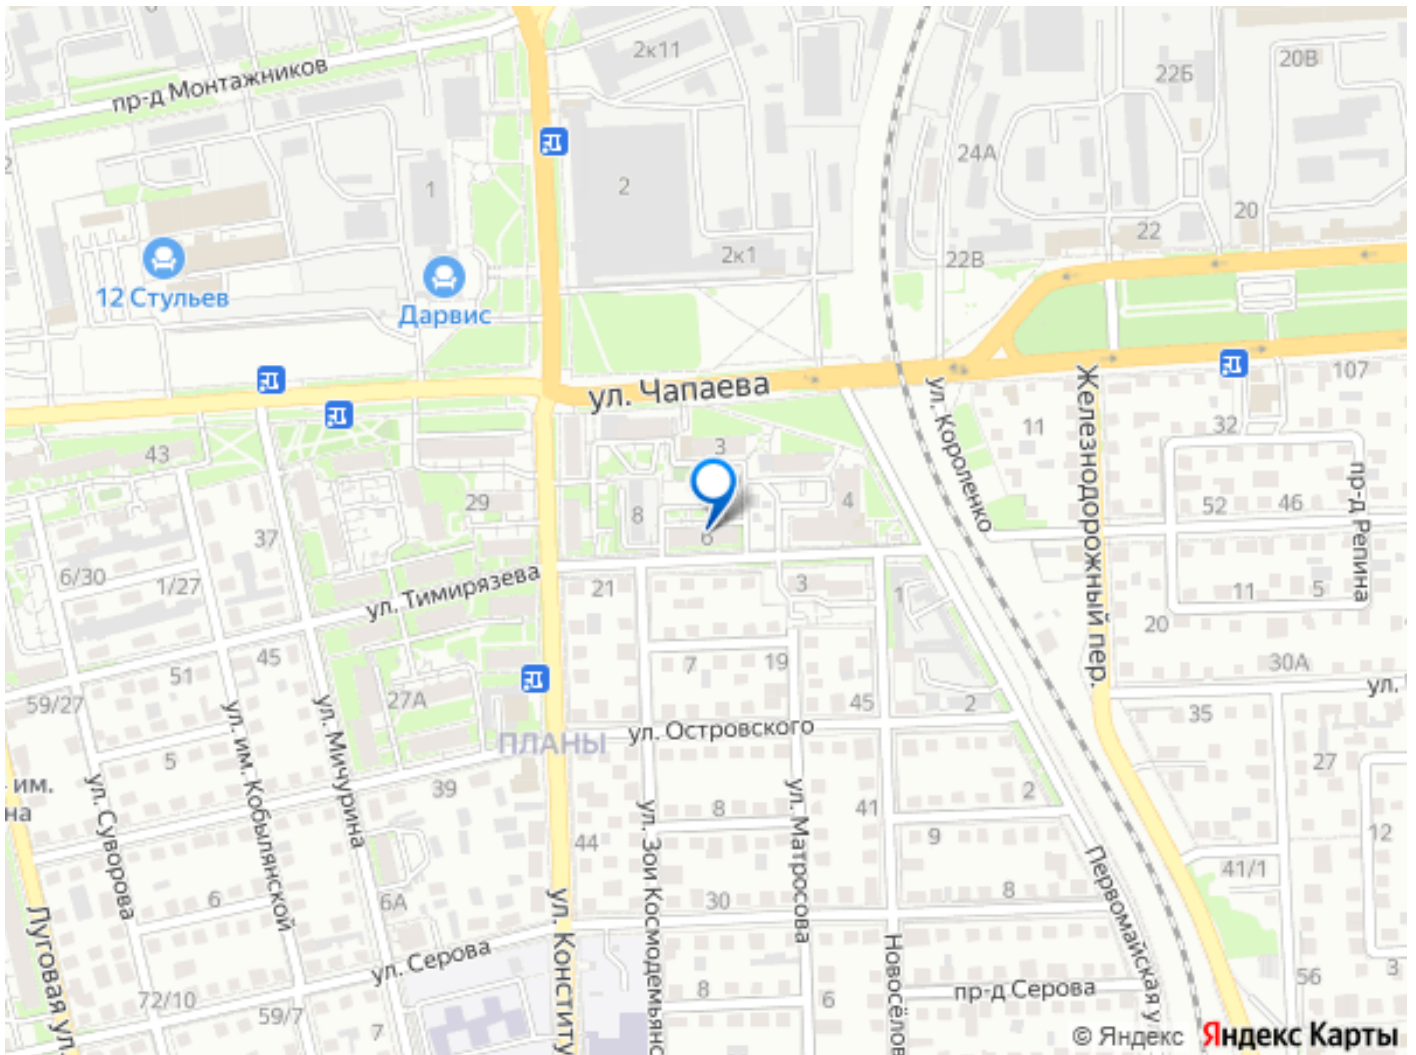 2к11
22Б
20В
пр-д Монтажников
24А
1
2
20
22
2к1
22В
12 Стульев
Дарвис
ул. Чапаева
107
11
32
43
3
ул. Короленко
Железнодорожный пер.
пр-д Репина
29
8
4
52
46
37
6
6/30
1/27
ул. Тимирязева
21
3
1
11
5
20
51
45
7
19
30А
59/27
27А
45
2
35
ул.
ул. им. Кобылянской
ул. Мичурина
ПЛАНЫ
ул. Островского
5
27
им.
на
39
ул. Суворова
8
41
2
44
ул. Зои Космодемьянс
ул. Матросова
9
12
Первомайская у
41/1
6
6А
30
8
Луговая ул.
ул. Серова
ул. Конститу
Новосёлов
72/10
59/7
7
8
6
пр-д Серова
56
3
© Яндекс Яндекс Карты